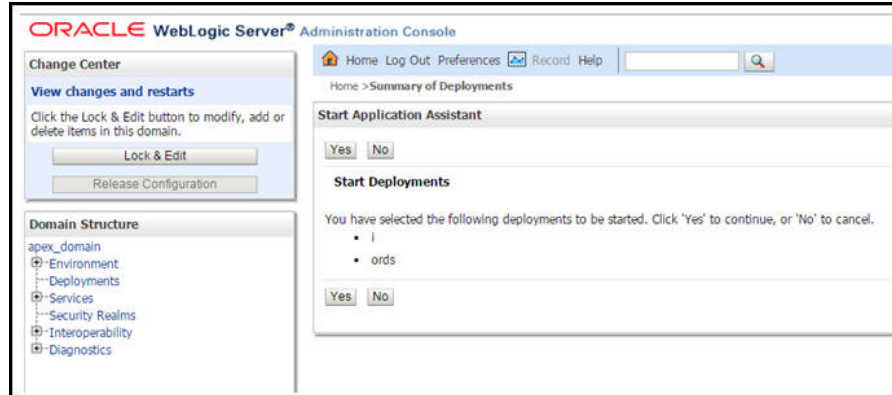 ORACLE WebLogic Server® Administration Console
Change Center
View changes and restarts
Click the Lock & Edit button to modify, add or
delete items in this domain.
Lock & Edit
Release Configuration
Domain Structure
apex_domain
Environment
Deployments
Services
Security Realms
Interoperability
Diagnostics
Home Log Out Preferences Record Help
Home >Summary of Deployments
Start Application Assistant
Yes No
Start Deployments
You have selected the following deployments to be started. Click 'Yes' to continue, or 'No' to cancel.
• i
• ords
Yes No